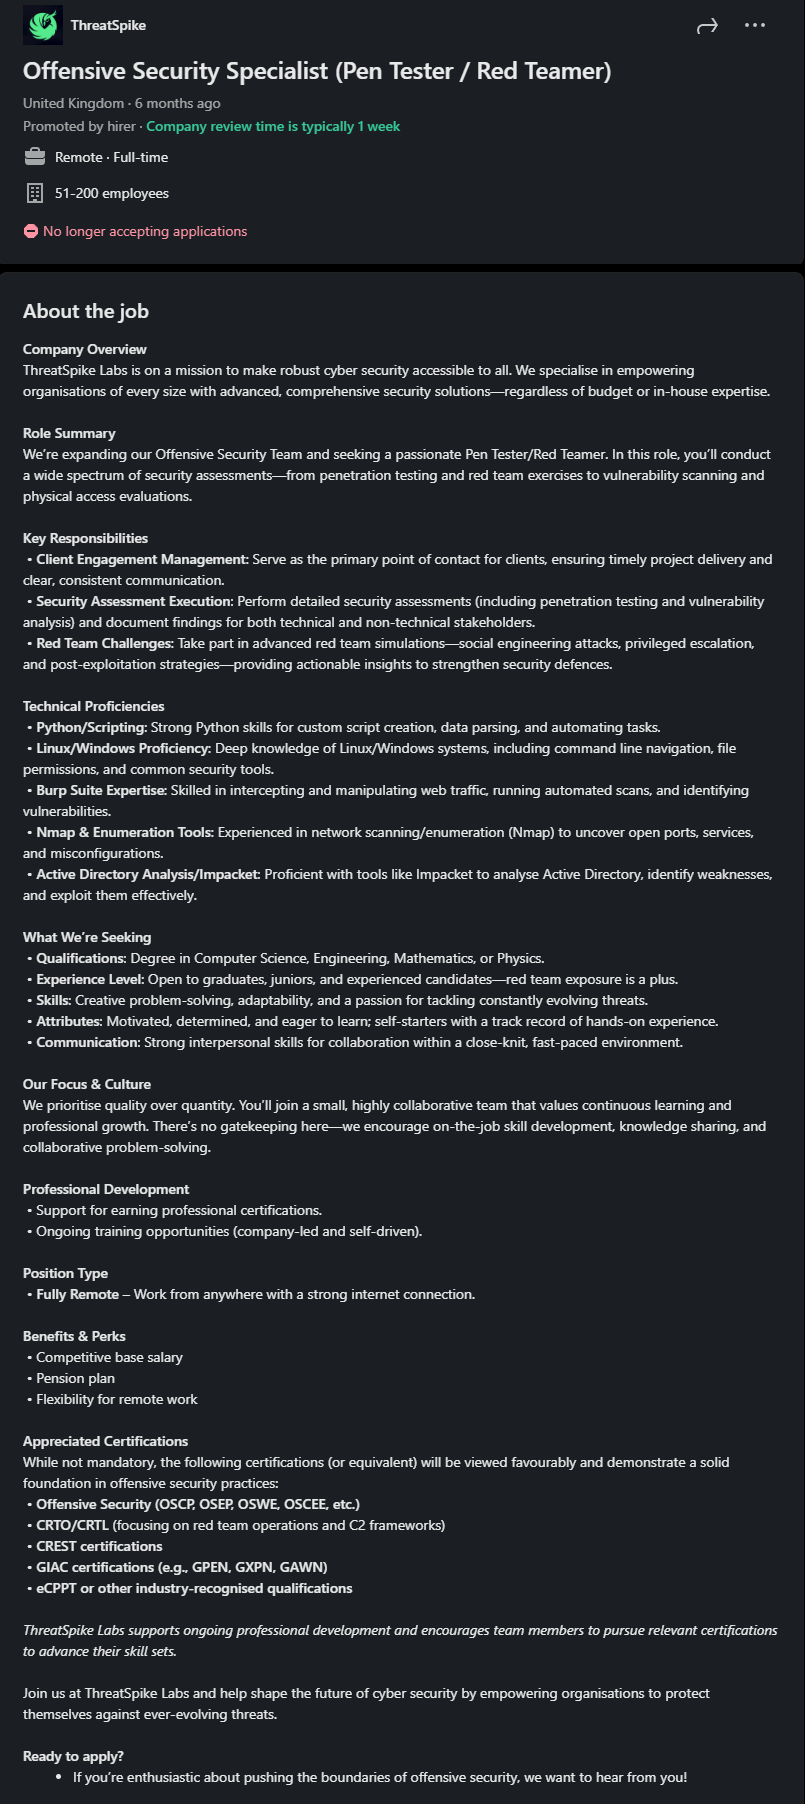 ThreatSpike
Offensive Security Specialist (Pen Tester / Red Teamer)
United Kingdom · 6 months ago
Promoted by hirer · Company review time is typically 1 week
Remote · Full-time
51-200 employees
No longer accepting applications
About the job
Company Overview
ThreatSpike Labs is on a mission to make robust cyber security accessible to all. We specialise in empowering
organisations of every size with advanced, comprehensive security solutions—regardless of budget or in-house expertise.
Role Summary
We’re expanding our Offensive Security Team and seeking a passionate Pen Tester/Red Teamer. In this role, you’ll conduct
a wide spectrum of security assessments—from penetration testing and red team exercises to vulnerability scanning and
physical access evaluations.
Key Responsibilities
• Client Engagement Management: Serve as the primary point of contact for clients, ensuring timely project delivery and
clear, consistent communication.
• Security Assessment Execution: Perform detailed security assessments (including penetration testing and vulnerability
analysis) and document findings for both technical and non-technical stakeholders.
• Red Team Challenges: Take part in advanced red team simulations—social engineering attacks, privileged escalation,
and post-exploitation strategies—providing actionable insights to strengthen security defences.
Technical Proficiencies
• Python/Scripting: Strong Python skills for custom script creation, data parsing, and automating tasks.
• Linux/Windows Proficiency: Deep knowledge of Linux/Windows systems, including command line navigation, file
permissions, and common security tools.
• Burp Suite Expertise: Skilled in intercepting and manipulating web traffic, running automated scans, and identifying
vulnerabilities.
• Nmap & Enumeration Tools: Experienced in network scanning/enumeration (Nmap) to uncover open ports, services,
and misconfigurations.
• Active Directory Analysis/Impacket: Proficient with tools like Impacket to analyse Active Directory, identify weaknesses,
and exploit them effectively.
What We’re Seeking
• Qualifications: Degree in Computer Science, Engineering, Mathematics, or Physics.
• Experience Level: Open to graduates, juniors, and experienced candidates—red team exposure is a plus.
• Skills: Creative problem-solving, adaptability, and a passion for tackling constantly evolving threats.
• Attributes: Motivated, determined, and eager to learn; self-starters with a track record of hands-on experience.
• Communication: Strong interpersonal skills for collaboration within a close-knit, fast-paced environment.
Our Focus & Culture
We prioritise quality over quantity. You’ll join a small, highly collaborative team that values continuous learning and
professional growth. There’s no gatekeeping here—we encourage on-the-job skill development, knowledge sharing, and
collaborative problem-solving.
Professional Development
• Support for earning professional certifications.
• Ongoing training opportunities (company-led and self-driven).
Position Type
• Fully Remote – Work from anywhere with a strong internet connection.
Benefits & Perks
• Competitive base salary
• Pension plan
• Flexibility for remote work
Appreciated Certifications
While not mandatory, the following certifications (or equivalent) will be viewed favourably and demonstrate a solid
foundation in offensive security practices:
• Offensive Security (OSCP, OSEP, OSWE, OSCEE, etc.)
• CRTO/CRTL (focusing on red team operations and C2 frameworks)
• CREST certifications
• GIAC certifications (e.g., GPEN, GXPN, GAWN)
• eCPPT or other industry-recognised qualifications
ThreatSpike Labs supports ongoing professional development and encourages team members to pursue relevant certifications
to advance their skill sets.
Join us at ThreatSpike Labs and help shape the future of cyber security by empowering organisations to protect
themselves against ever-evolving threats.
Ready to apply?
• If you’re enthusiastic about pushing the boundaries of offensive security, we want to hear from you!